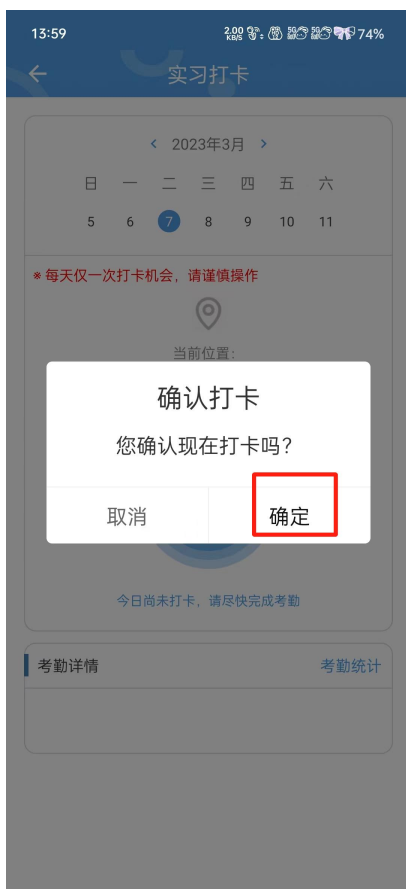 13:59 2.00 KB/S 5G 5G 74%
实习打卡
2023年3月
日 一 二 三 四 五 六
5 6 7 8 9 10 11
※每天仅一次打卡机会，请谨慎操作
当前位置：
确认打卡
您确认现在打卡吗？
取消 确定
今日尚未打卡，请尽快完成考勤
考勤详情 考勤统计